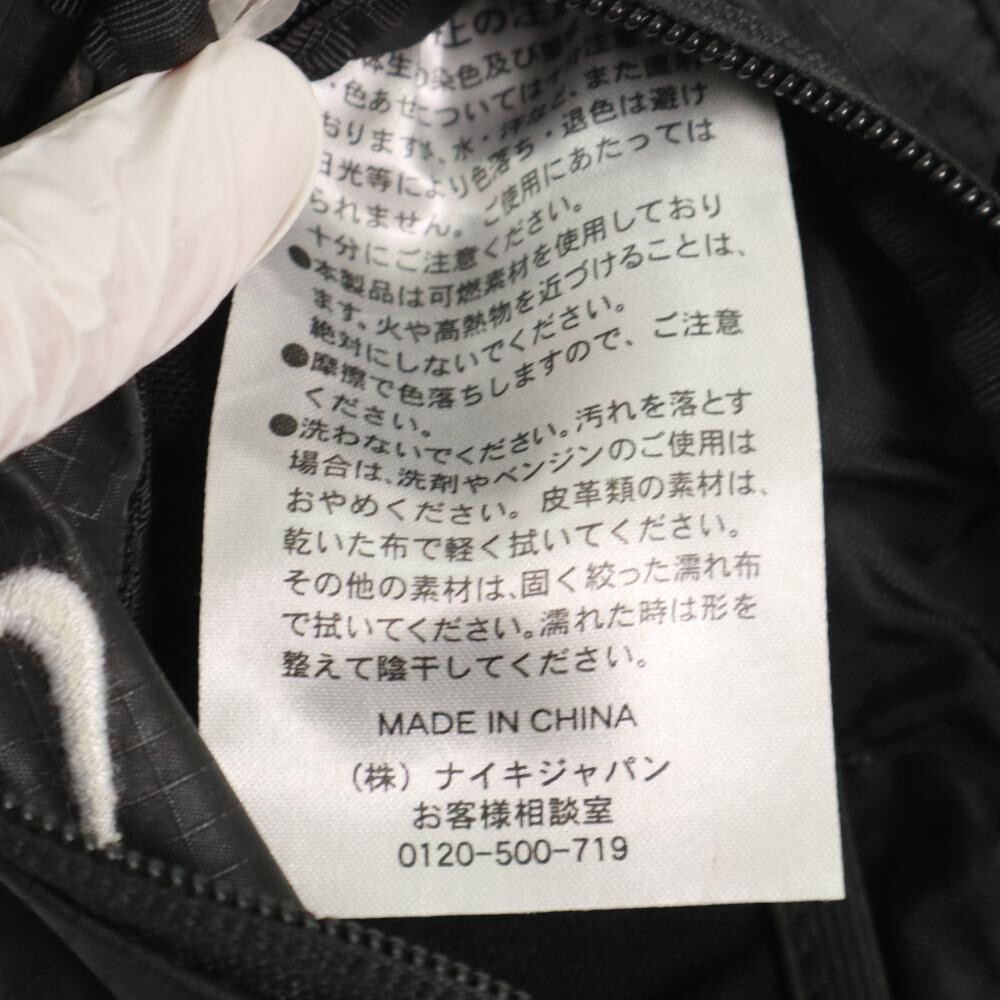 の注
染色及び
・色あせについては
おりますが、水・汗など、また直射
日光等により色落ち・退色は避け
られません。ご使用にあたっては
十分にご注意ください。
●本製品は可燃素材を使用しており
ます。火や高熱物を近づけることは、
絶対にしないでください。
●摩擦で色落ちしますので、ご注意
ください。
●洗わないでください。汚れを落とす
場合は、洗剤やベンジンのご使用は
おやめください。皮革類の素材は、
乾いた布で軽く拭いてください。
その他の素材は、固く絞った濡れ布
で拭いてください。濡れた時は形を
整えて陰干してください。
MADE IN CHINA
（株）ナイキジャパン
お客様相談室
0120-500-719